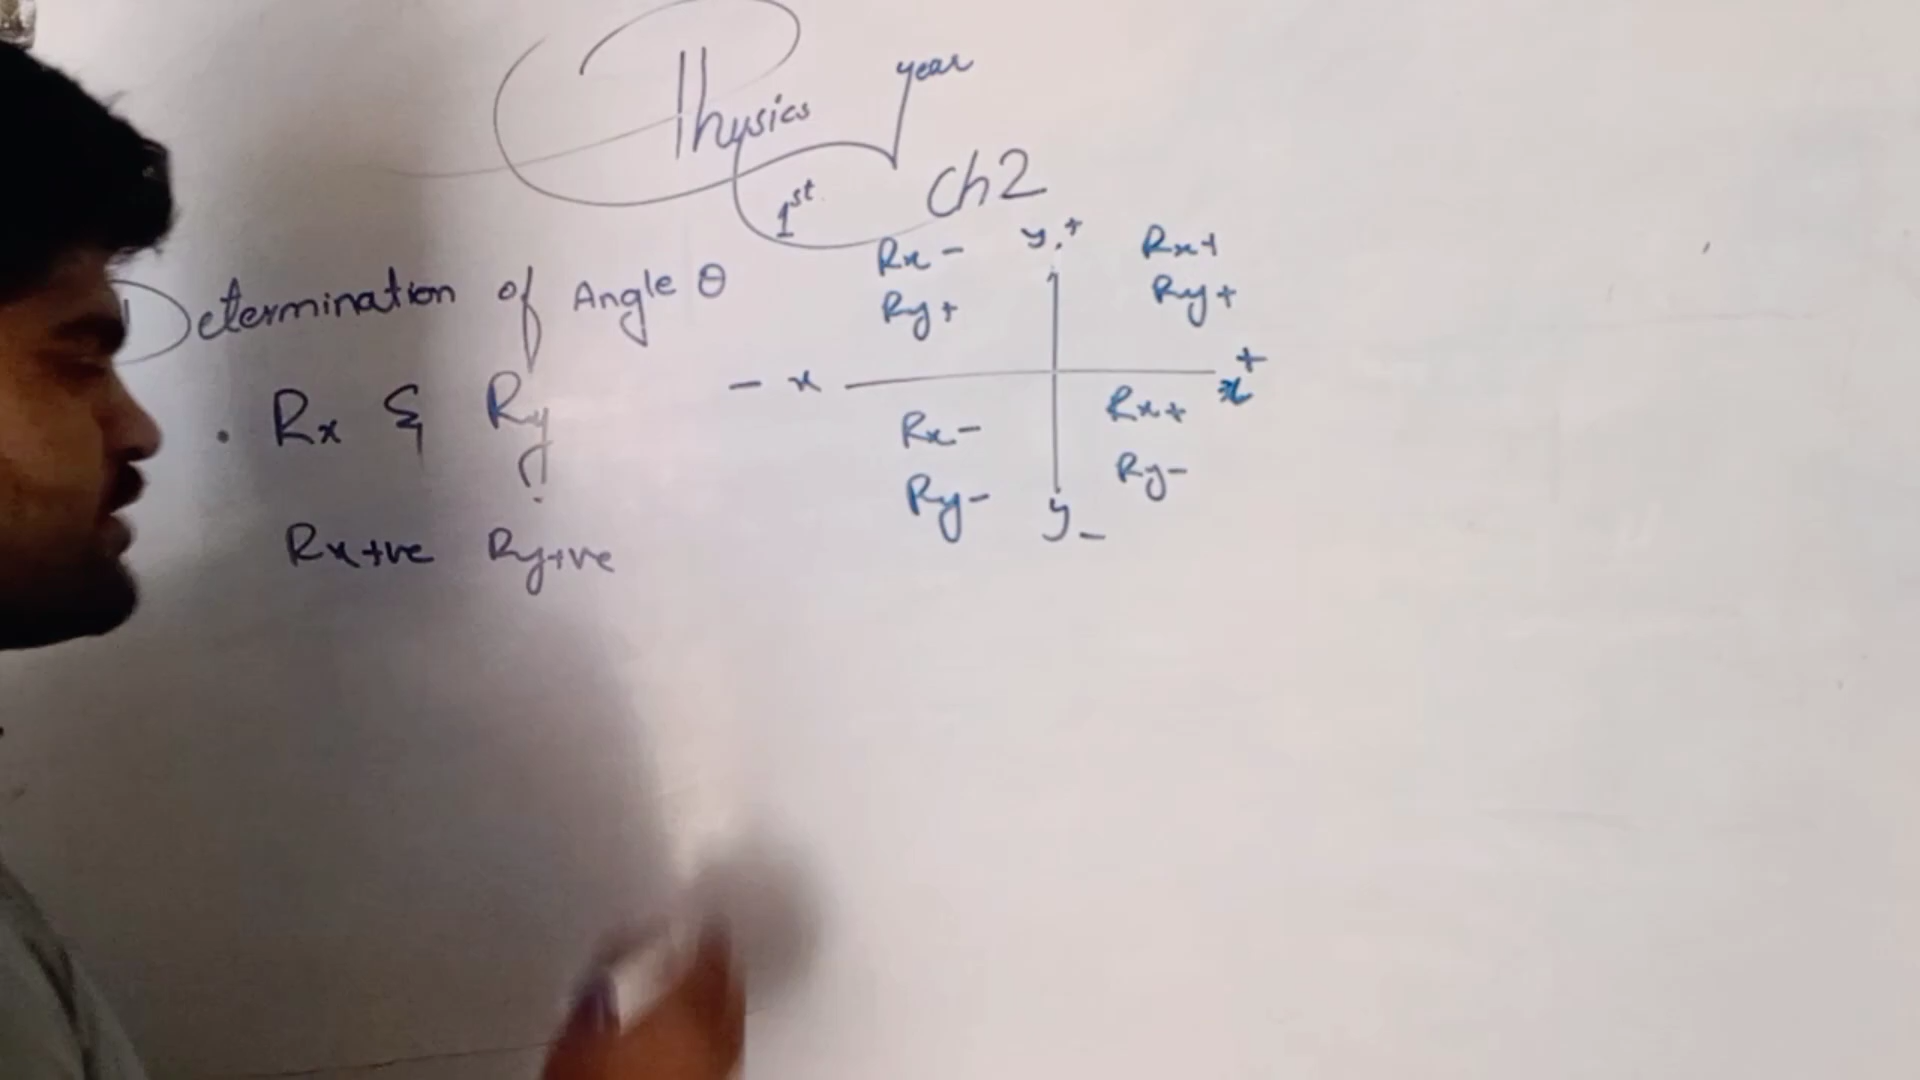 Physics
1st year
Ch2
Determination of Angle θ
• Rx & Ry
Rx+ve Ry+ve
y+
Rx - 
Ry +
Rx+
Ry+
- x
x+
Rx -
Ry -
Rx+
Ry-
y-